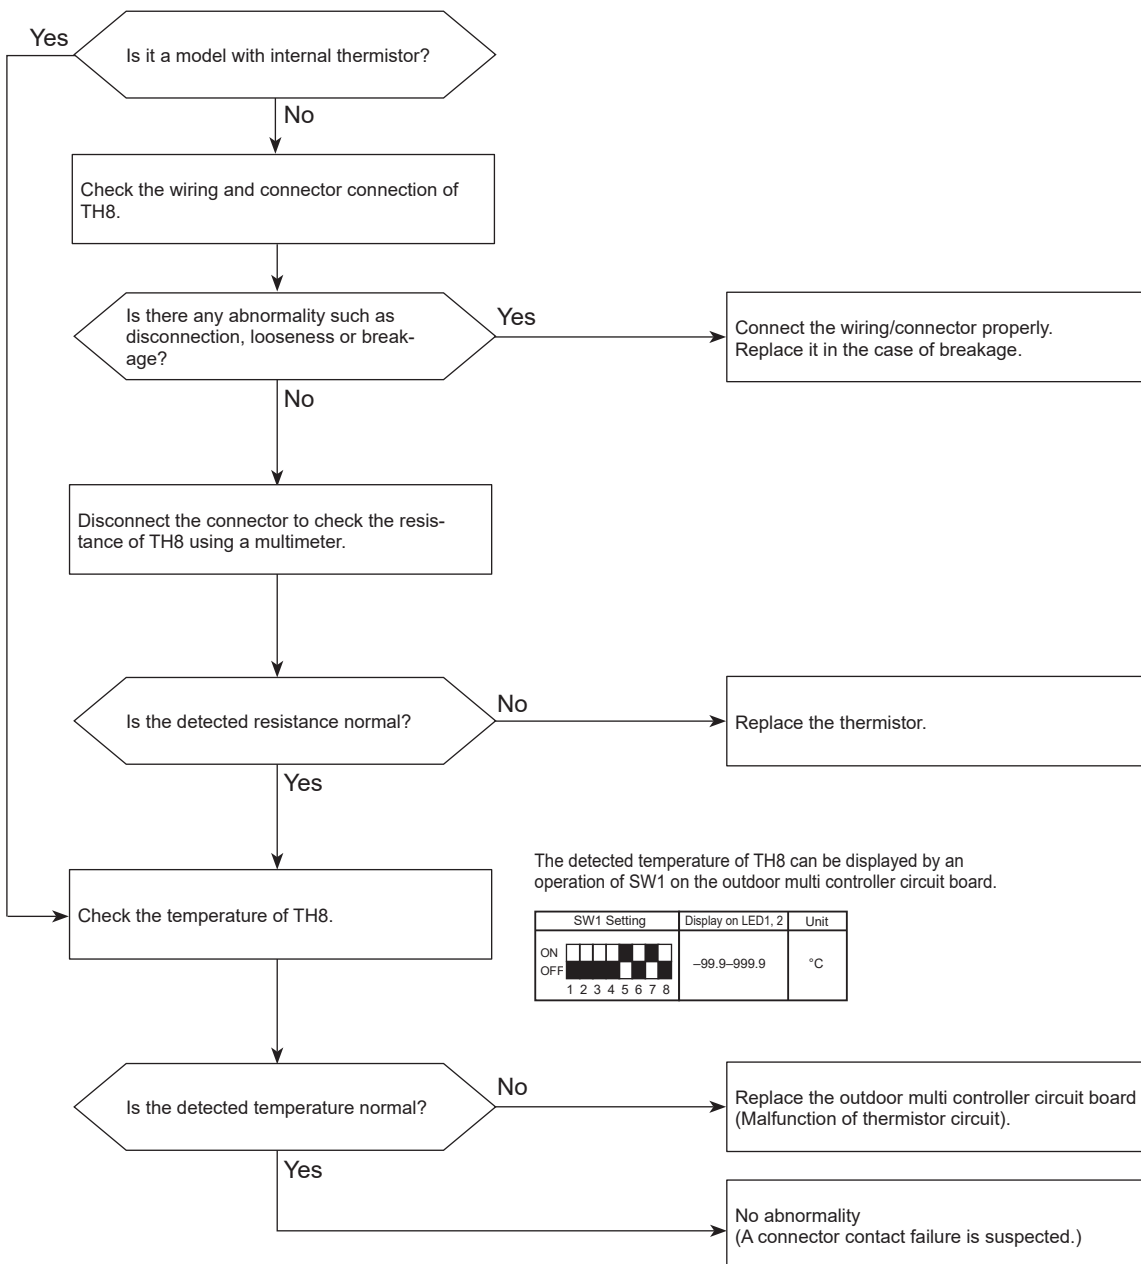 Yes
Is it a model with internal thermistor?
No
Check the wiring and connector connection of
TH8.
Is there any abnormality such as
disconnection, looseness or break-
age?
Yes
Connect the wiring/connector properly.
Replace it in the case of breakage.
No
Disconnect the connector to check the resis-
tance of TH8 using a multimeter.
Is the detected resistance normal?
No
Replace the thermistor.
Yes
The detected temperature of TH8 can be displayed by an
operation of SW1 on the outdoor multi controller circuit board.
Check the temperature of TH8.
SW1 Setting Display on LED1, 2 Unit
ON
OFF
1 2 3 4 5 6 7 8
–99.9–999.9
°C
Is the detected temperature normal?
No
Replace the outdoor multi controller circuit board
(Malfunction of thermistor circuit).
Yes
No abnormality
(A connector contact failure is suspected.)